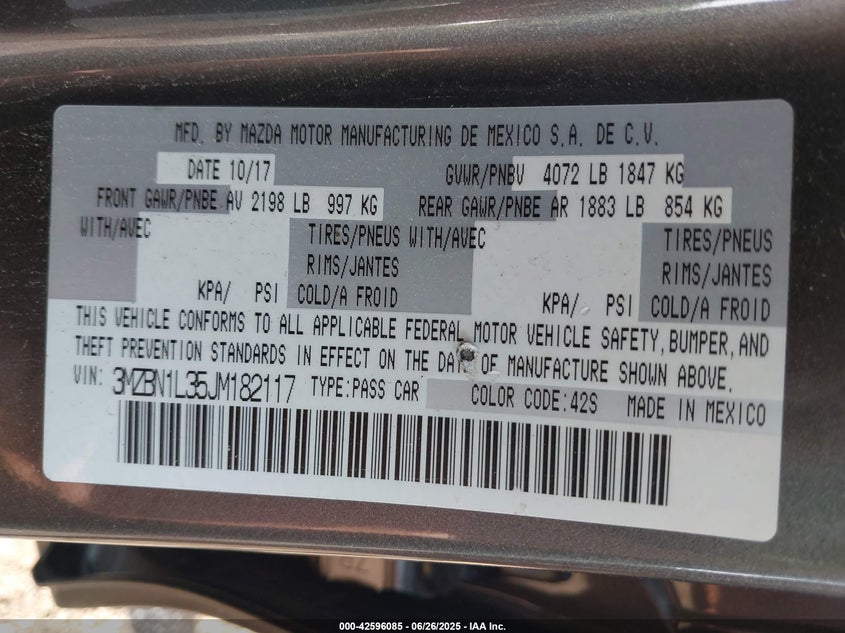 MFD. BY MAZDA MOTOR MANUFACTURING DE MEXICO S.A. DE C.V.
DATE 10/17 GVWR/PNBV 4072 LB 1847 KG
FRONT GAWR/PNBE AV 2198 LB 997 KG REAR GAWR/PNBE AR 1883 LB 854 KG
WITH/AVEC TIRES/PNEUS WITH/AVEC TIRES/PNEUS
RIMS/JANTES RIMS/JANTES
KPA/ PSI COLD/A FROID KPA/ PSI COLD/A FROID
THIS VEHICLE CONFORMS TO ALL APPLICABLE FEDERAL MOTOR VEHICLE SAFETY, BUMPER, AND
THEFT PREVENTION STANDARDS IN EFFECT ON THE DATE OF MANUFACTURE SHOWN ABOVE.
VIN: 3MZBN1L35JM182117 TYPE:PASS CAR COLOR CODE:42S MADE IN MEXICO
000-42596085 - 06/26/2025 - IAA Inc.